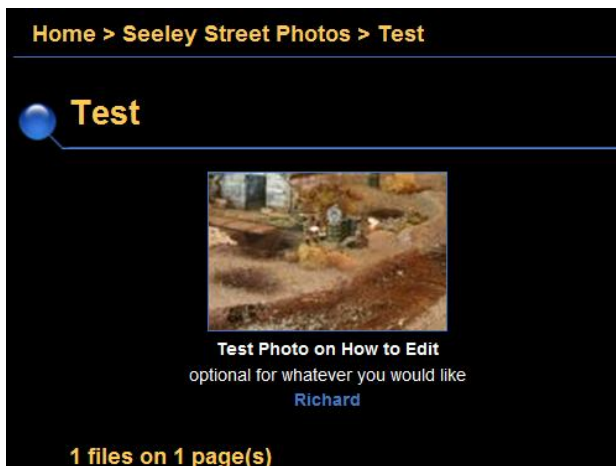 Home > Seeley Street Photos > Test
Test
Test Photo on How to Edit
optional for whatever you would like
Richard
1 files on 1 page(s)